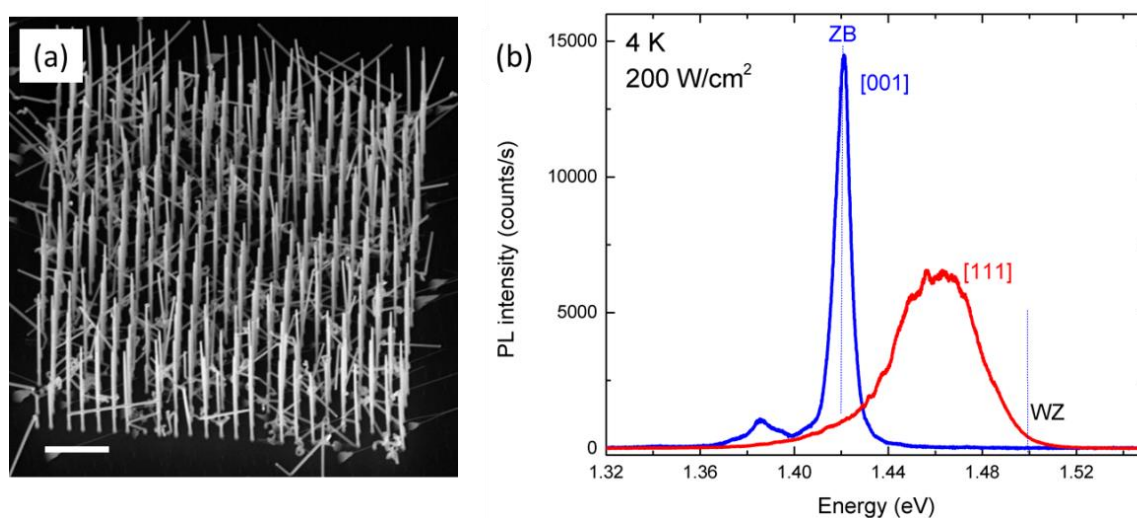 (a)
(b)
4 K
200 W/cm²
ZB
[001]
[111]
WZ
PL intensity (counts/s)
15000
10000
5000
0
1.32
1.36
1.40
1.44
1.48
1.52
Energy (eV)